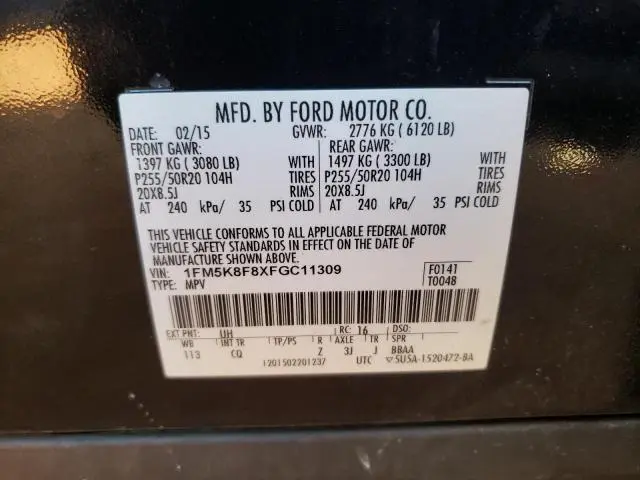 MFD. BY FORD MOTOR CO.
DATE: 02/15 GVWR: 2776 KG ( 6120 LB)
FRONT GAWR: REAR GAWR:
1397 KG ( 3080 LB) WITH 1497 KG ( 3300 LB) WITH
P255/50R20 104H TIRES P255/50R20 104H TIRES
20X8.5J RIMS 20X8.5J RIMS
AT 240 kPa/ 35 PSI COLD AT 240 kPa/ 35 PSI COLD
THIS VEHICLE CONFORMS TO ALL APPLICABLE FEDERAL MOTOR
VEHICLE SAFETY STANDARDS IN EFFECT ON THE DATE OF
MANUFACTURE SHOWN ABOVE.
VIN: 1FM5K8F8XFGC11309 F0141
TYPE: MPV T0048
EXT PNT: UH RC: 16 DSO:
WB INT TR TP/PS R AXLE TR SPR
113 CQ Z 3J J BBAA
1201502201237 UTC 5U5A-1520472-BA